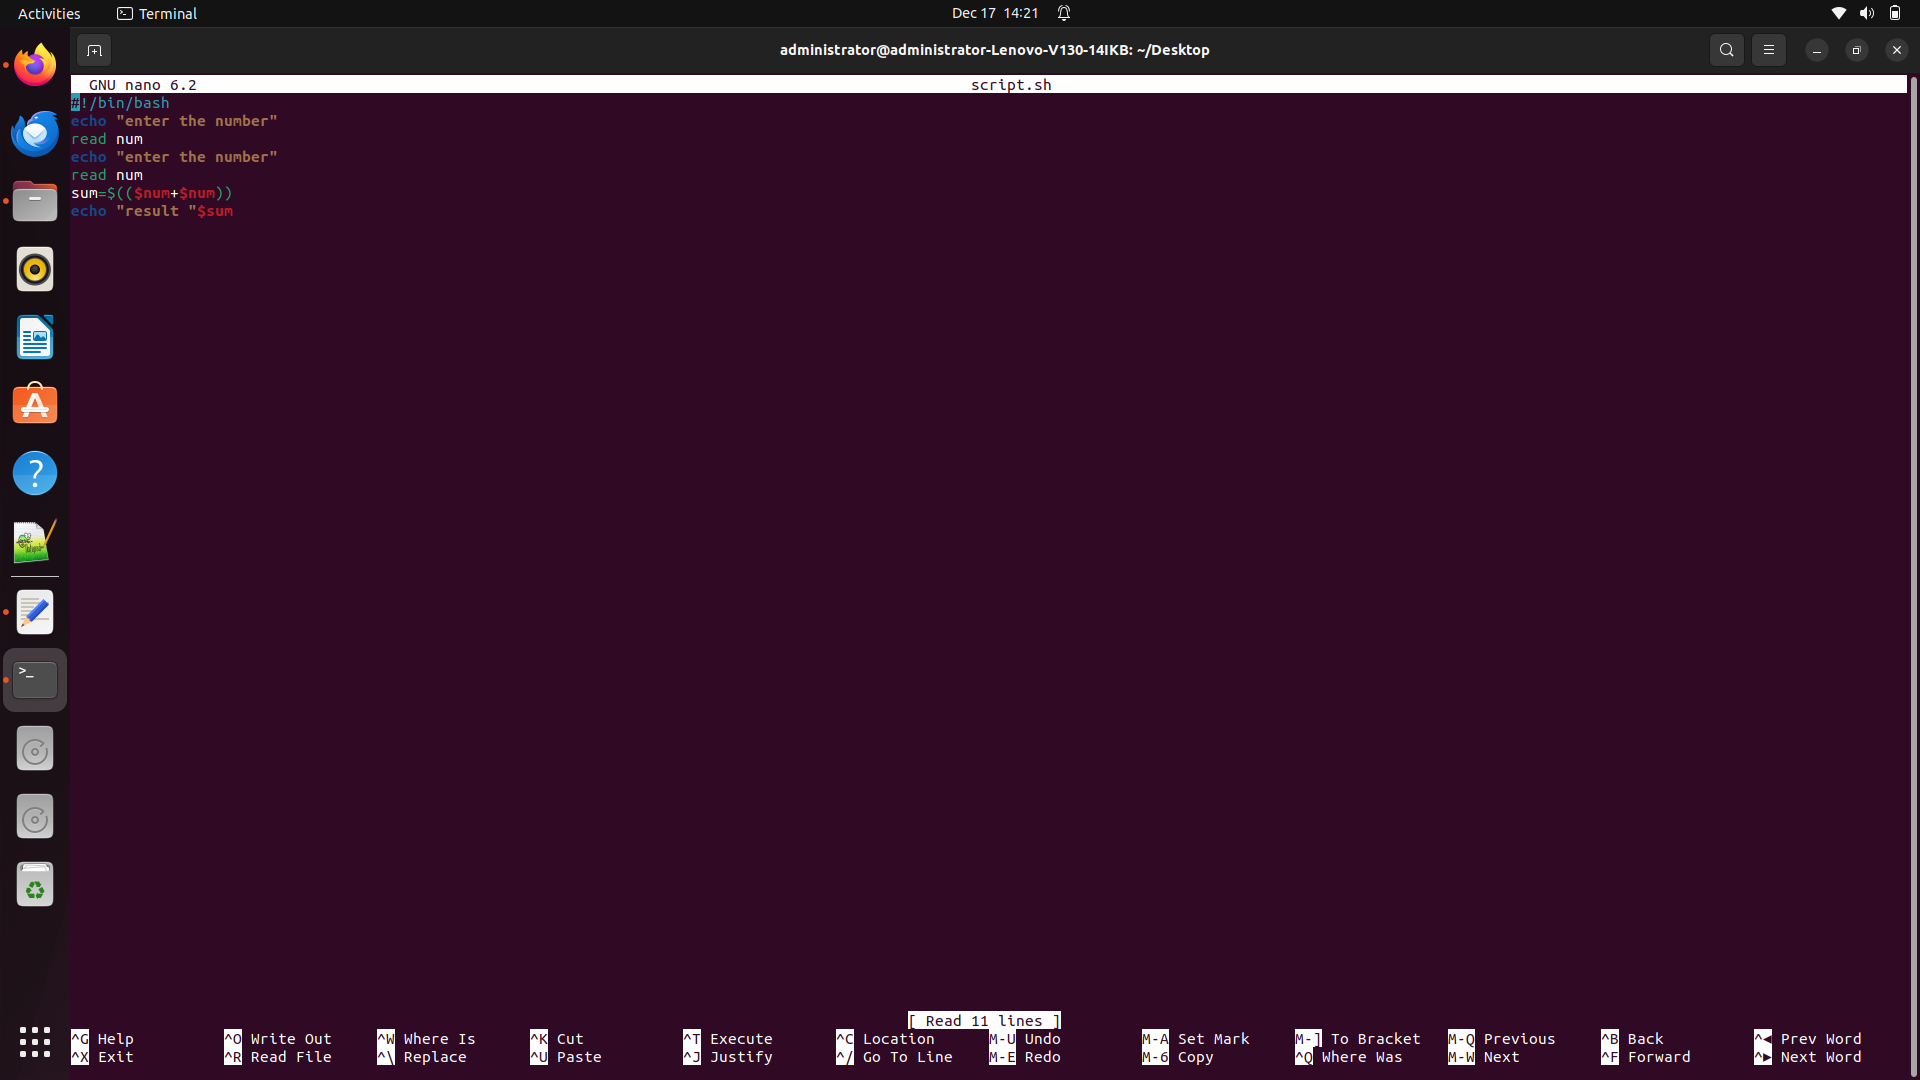 Activities Terminal Dec 17 14:21
administrator@administrator-Lenovo-V130-14IKB: ~/Desktop
GNU nano 6.2 script.sh
#!/bin/bash
echo "enter the number"
read num
echo "enter the number"
read num
sum=$(($num+$num))
echo "result "$sum
[ Read 11 lines ]
^G Help ^O Write Out ^W Where Is ^K Cut ^T Execute ^C Location M-U Undo M-A Set Mark M-] To Bracket M-Q Previous ^B Back ^◀ Prev Word
^X Exit ^R Read File ^\ Replace ^U Paste ^J Justify ^/ Go To Line M-E Redo M-6 Copy ^Q Where Was M-W Next ^F Forward ^▶ Next Word